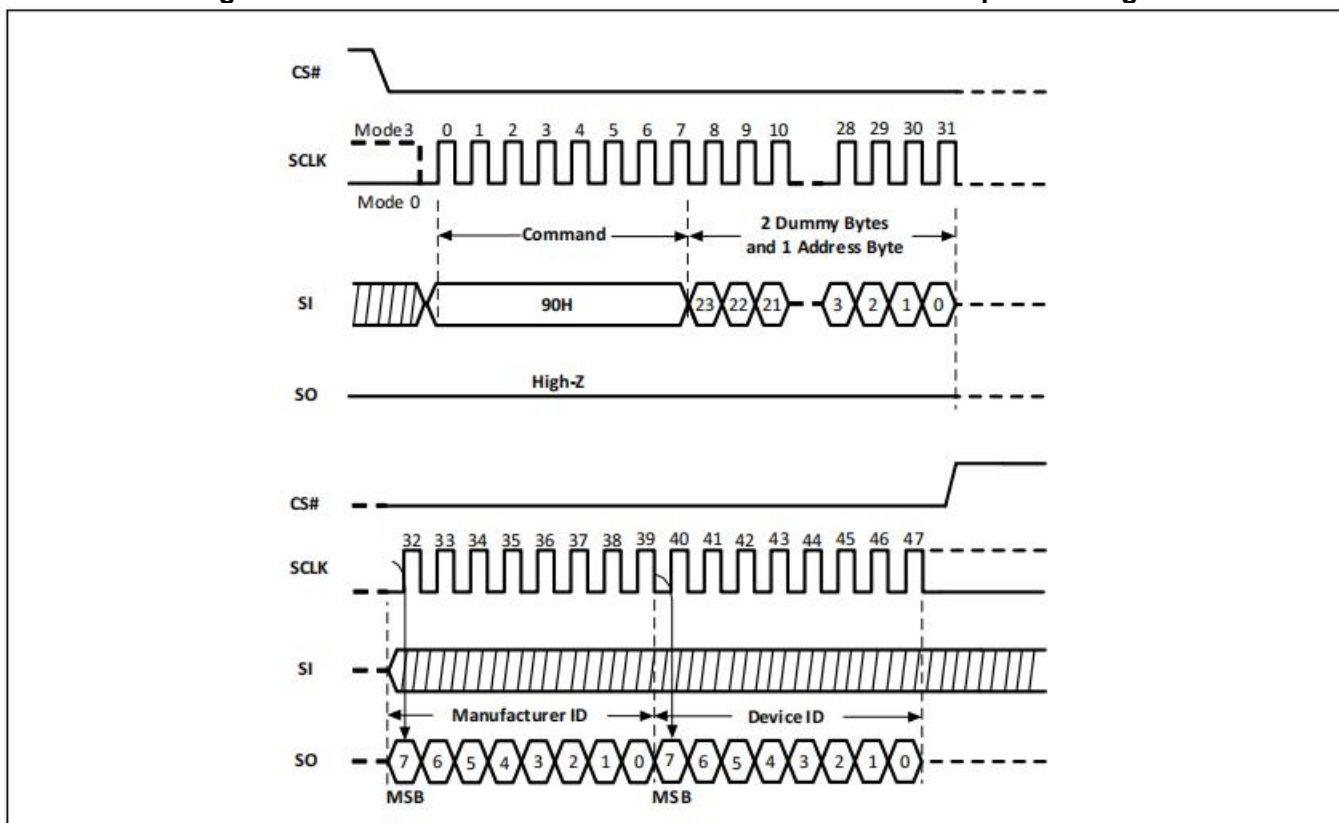 CS#
Mode3 0 1 2 3 4 5 6 7 8 9 10 28 29 30 31
SCLK
Mode 0
Command
2 Dummy Bytes
and 1 Address Byte
SI 90H 23 22 21 3 2 1 0
High-Z
SO
CS#
32 33 34 35 36 37 38 39 40 41 42 43 44 45 46 47
SCLK
SI
Manufacturer ID Device ID
SO 7 6 5 4 3 2 1 0 7 6 5 4 3 2 1 0
MSB MSB